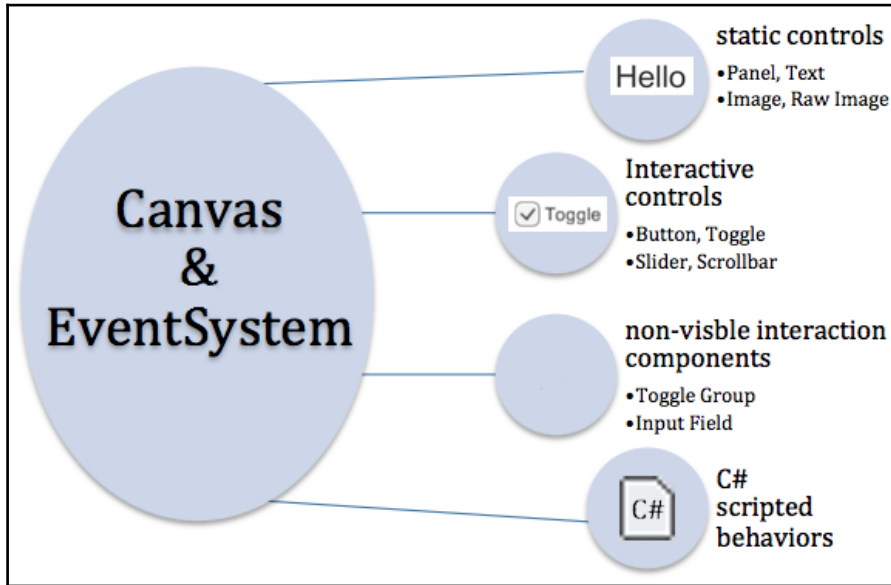 Canvas
&
EventSystem
Hello
static controls
•Panel, Text
•Image, Raw Image
Toggle
Interactive
controls
•Button, Toggle
•Slider, Scrollbar
non-visble interaction
components
•Toggle Group
•Input Field
C#
C#
scripted
behaviors